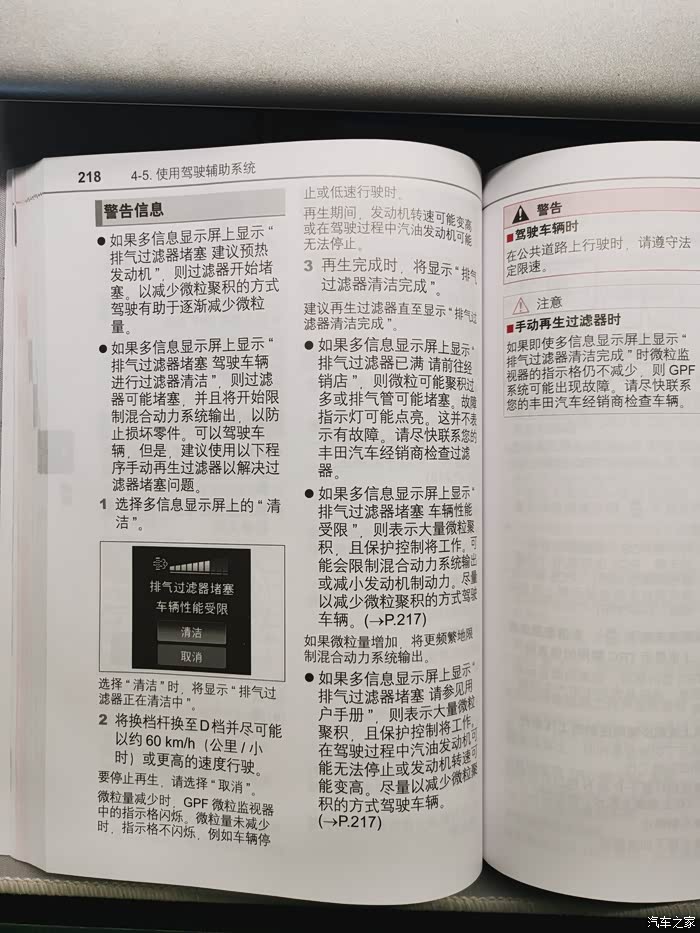 218
4-5. 使用驾驶辅助系统
警告信息
●如果多信息显示屏上显示“
排气过滤器堵塞 建议预热
发动机”，则过滤器开始堵
塞。以减少微粒聚积的方式
驾驶有助于逐渐减少微粒
量。
●如果多信息显示屏上显示“
排气过滤器堵塞 驾驶车辆
进行过滤器清洁”，则过滤
器可能堵塞，并且将开始限
制混合动力系统输出，以防
止损坏零件。可以驾驶车
辆，但是，建议使用以下程
序手动再生过滤器以解决过
滤器堵塞问题。
1 选择多信息显示屏上的“清
洁”。
排气过滤器堵塞
车辆性能受限
清洁
取消
选择“清洁”时，将显示“排气过
滤器正在清洁中”。
2 将换档杆换至D档并尽可能
以约 60 km/h（公里 / 小
时）或更高的速度行驶。
要停止再生，请选择“取消”。
微粒量减少时，GPF 微粒监视器
中的指示格闪烁。微粒量未减少
时，指示格不闪烁，例如车辆停
止或低速行驶时。
再生期间，发动机转速可能变高
或在驾驶过程中汽油发动机可能
无法停止。
3 再生完成时，将显示“排气
过滤器清洁完成”。
建议再生过滤器直至显示“排气过
滤器清洁完成”。
●如果多信息显示屏上显示“
排气过滤器已满 请前往经
销店”，则微粒可能聚积过
多或排气管可能堵塞。故障
指示灯可能点亮。这并不表
示有故障。请尽快联系您的
丰田汽车经销商检查过滤
器。
●如果多信息显示屏上显示“
排气过滤器堵塞 车辆性能
受限”，则表示大量微粒聚
积，且保护控制将工作。可
能会限制混合动力系统输出
或减小发动机制动力。尽量
以减少微粒聚积的方式驾驶
车辆。(→P.217)
如果微粒量增加，将更频繁地限
制混合动力系统输出。
●如果多信息显示屏上显示“
排气过滤器堵塞 请参见用
户手册”，则表示大量微粒
聚积，且保护控制将工作。
在驾驶过程中汽油发动机可
能无法停止或发动机转速可
能变高。尽量以减少微粒聚
积的方式驾驶车辆。
(→P.217)
警告
■驾驶车辆时
在公共道路上行驶时，请遵守法
定限速。
注意
■手动再生过滤器时
如果即使多信息显示屏上显示“
排气过滤器清洁完成”时微粒监
视器的指示格仍不减少，则 GPF
系统可能出现故障。请尽快联系
您的丰田汽车经销商检查车辆。
汽车之家